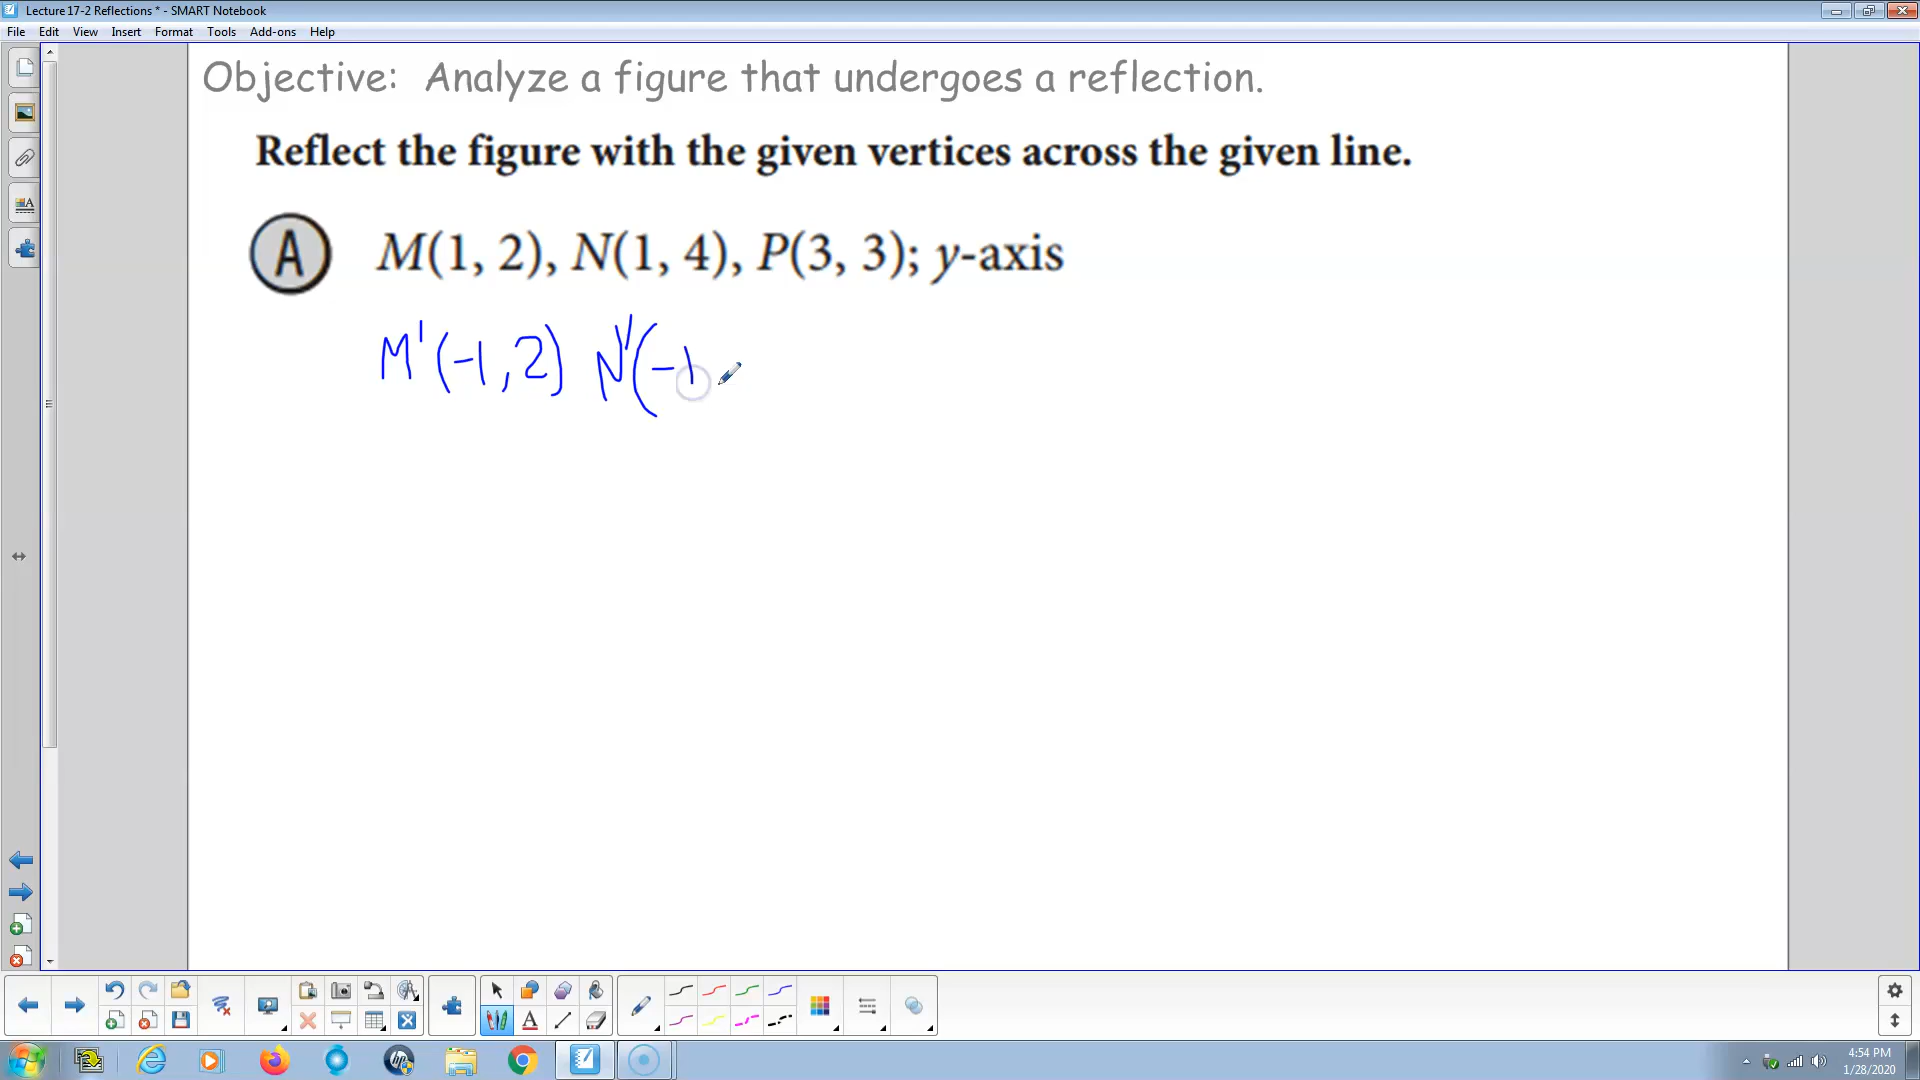 Lecture 17-2 Reflections * - SMART Notebook
File Edit View Insert Format Tools Add-ons Help
Objective: Analyze a figure that undergoes a reflection.
Reflect the figure with the given vertices across the given line.
A M(1, 2), N(1, 4), P(3, 3); y-axis
M'(-1,2) N'(-1
4:54 PM
1/28/2020